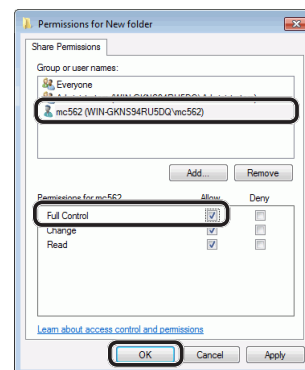 Permissions for New folder
Share Permissions
Group or user names:
Everyone
mc562 (WIN-GKNS94RU5DQ\mc562)
Add... Remove
Permissions for mc562 Allow Deny
Full Control
Change
Read
Learn about access control and permissions
OK Cancel Apply